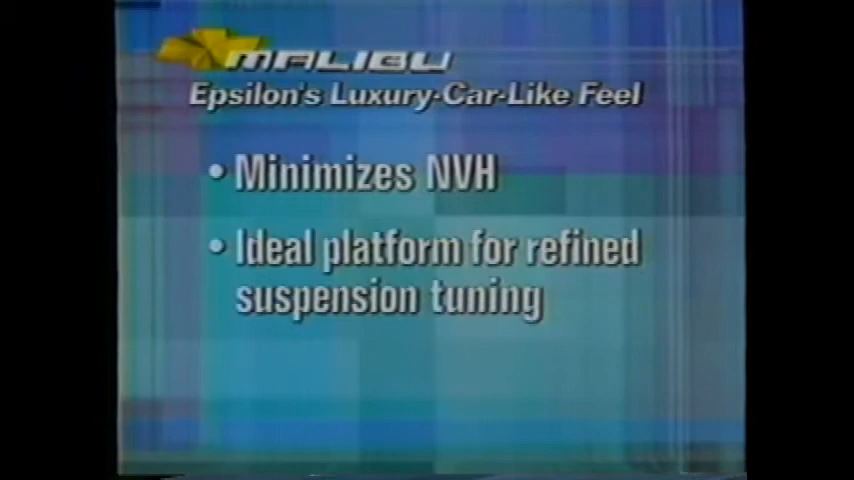 MALIBU
Epsilon's Luxury-Car-Like Feel
• Minimizes NVH
• Ideal platform for refined
suspension tuning